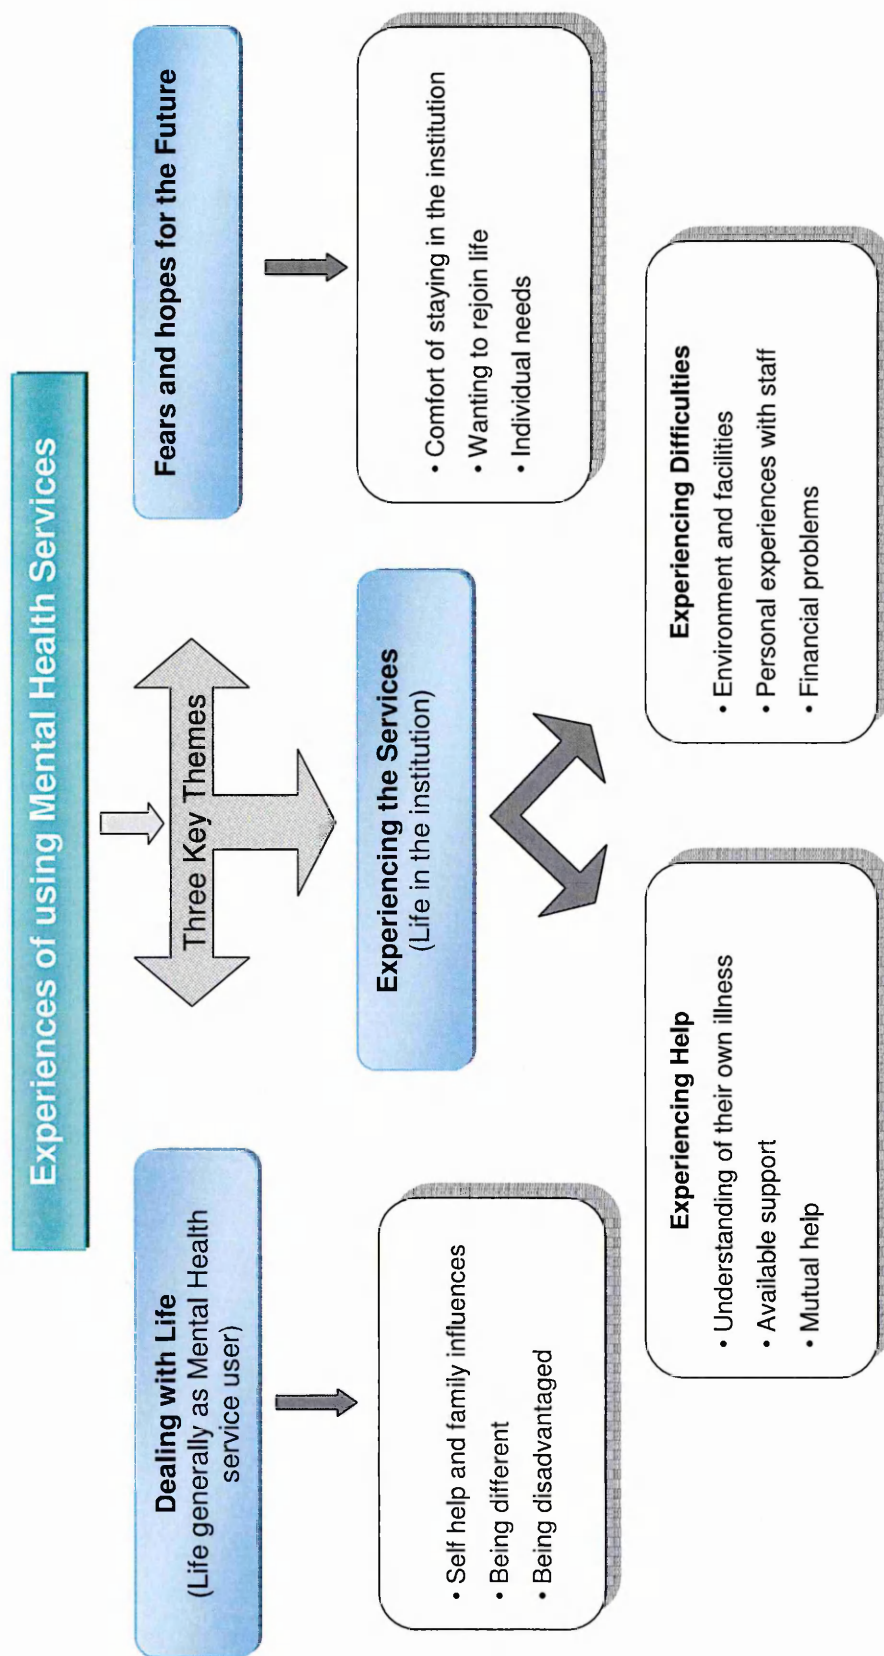 Experiences of using Mental Health Services
Three Key Themes
Dealing with Life
(Life generally as Mental Health
service user)
• Self help and family influences
• Being different
• Being disadvantaged
Experiencing the Services
(Life in the institution)
Experiencing Help
• Understanding of their own illness
• Available support
• Mutual help
Experiencing Difficulties
• Environment and facilities
• Personal experiences with staff
• Financial problems
Fears and hopes for the Future
• Comfort of staying in the institution
• Wanting to rejoin life
• Individual needs